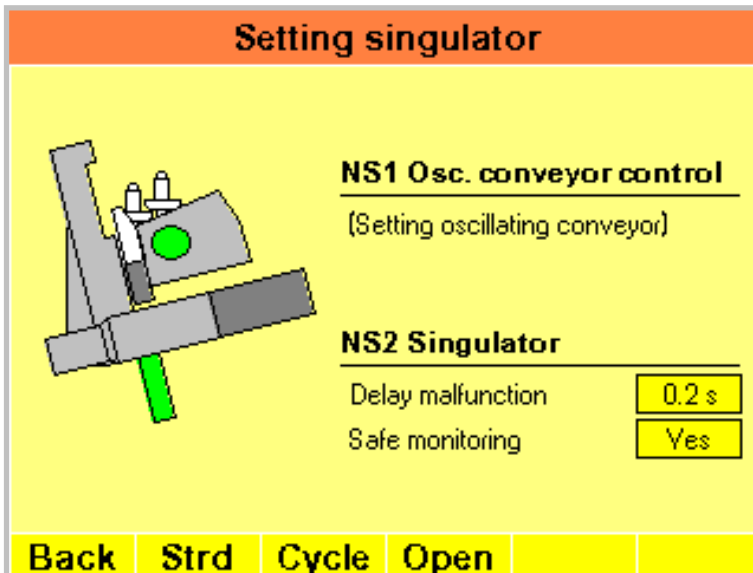 Setting singulator
NS1 Osc. conveyor control
(Setting oscillating conveyor)
NS2 Singulator
Delay malfunction 0.2 s
Safe monitoring Yes
Back Strd Cycle Open